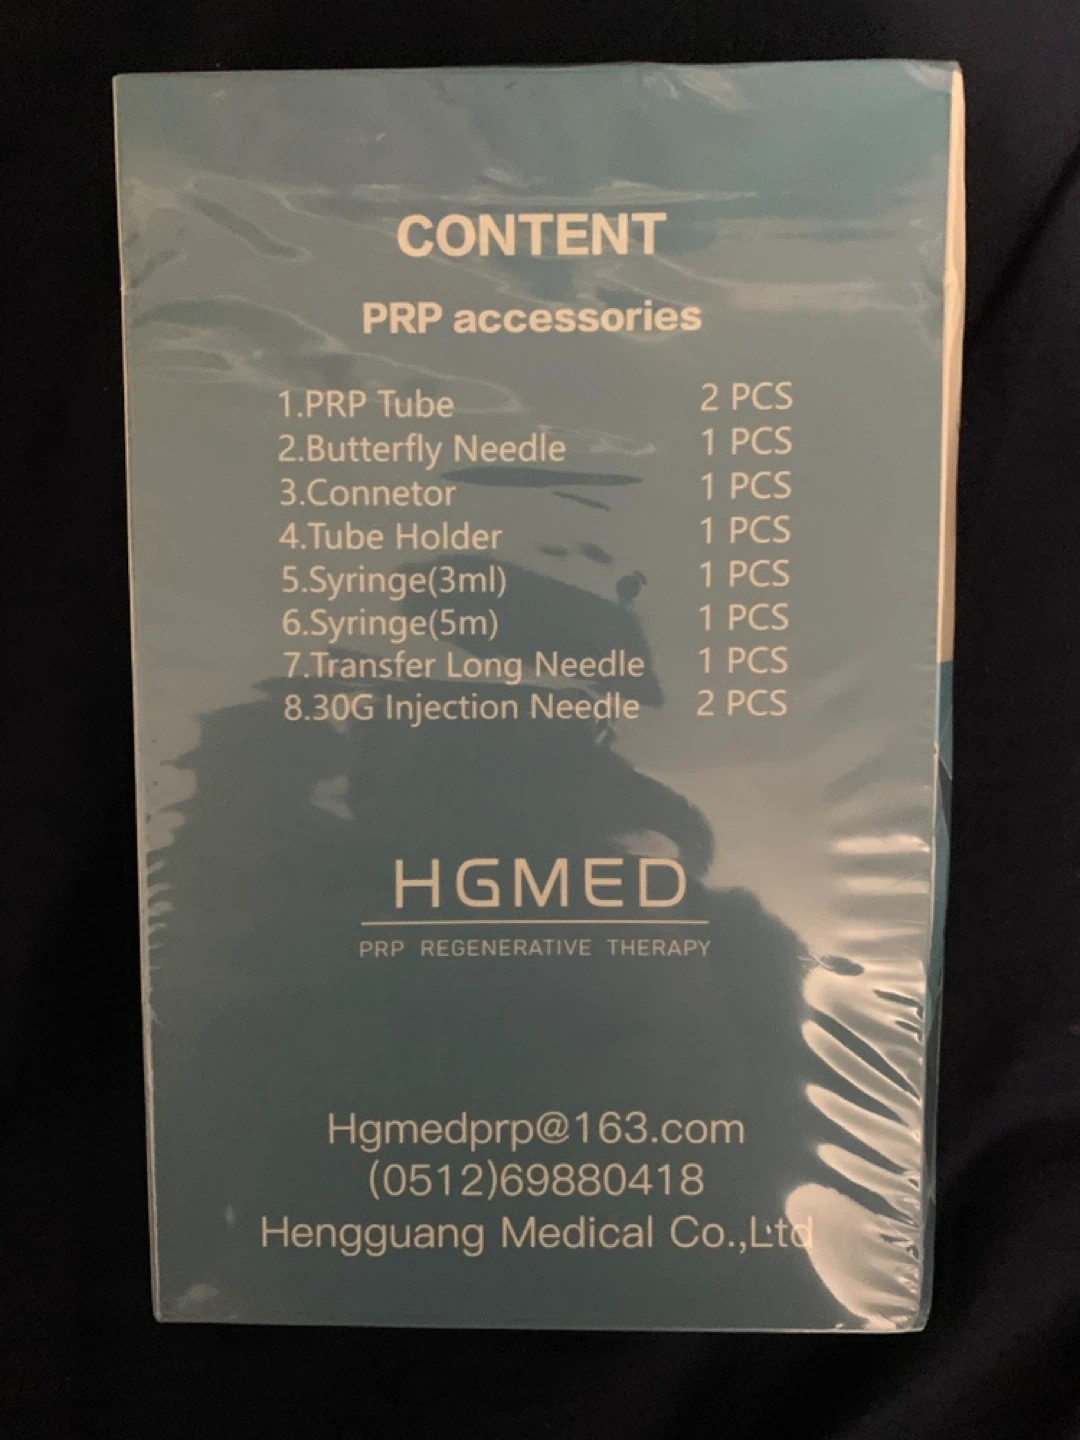 CONTENT
PRP accessories
1.PRP Tube 2 PCS
2.Butterfly Needle 1 PCS
3.Connetor 1 PCS
4.Tube Holder 1 PCS
5.Syringe(3ml) 1 PCS
6.Syringe(5m) 1 PCS
7.Transfer Long Needle 1 PCS
8.30G Injection Needle 2 PCS
HGMED
PRP REGENERATIVE THERAPY
Hgmedprp@163.com
(0512)69880418
Hengguang Medical Co.,Ltd